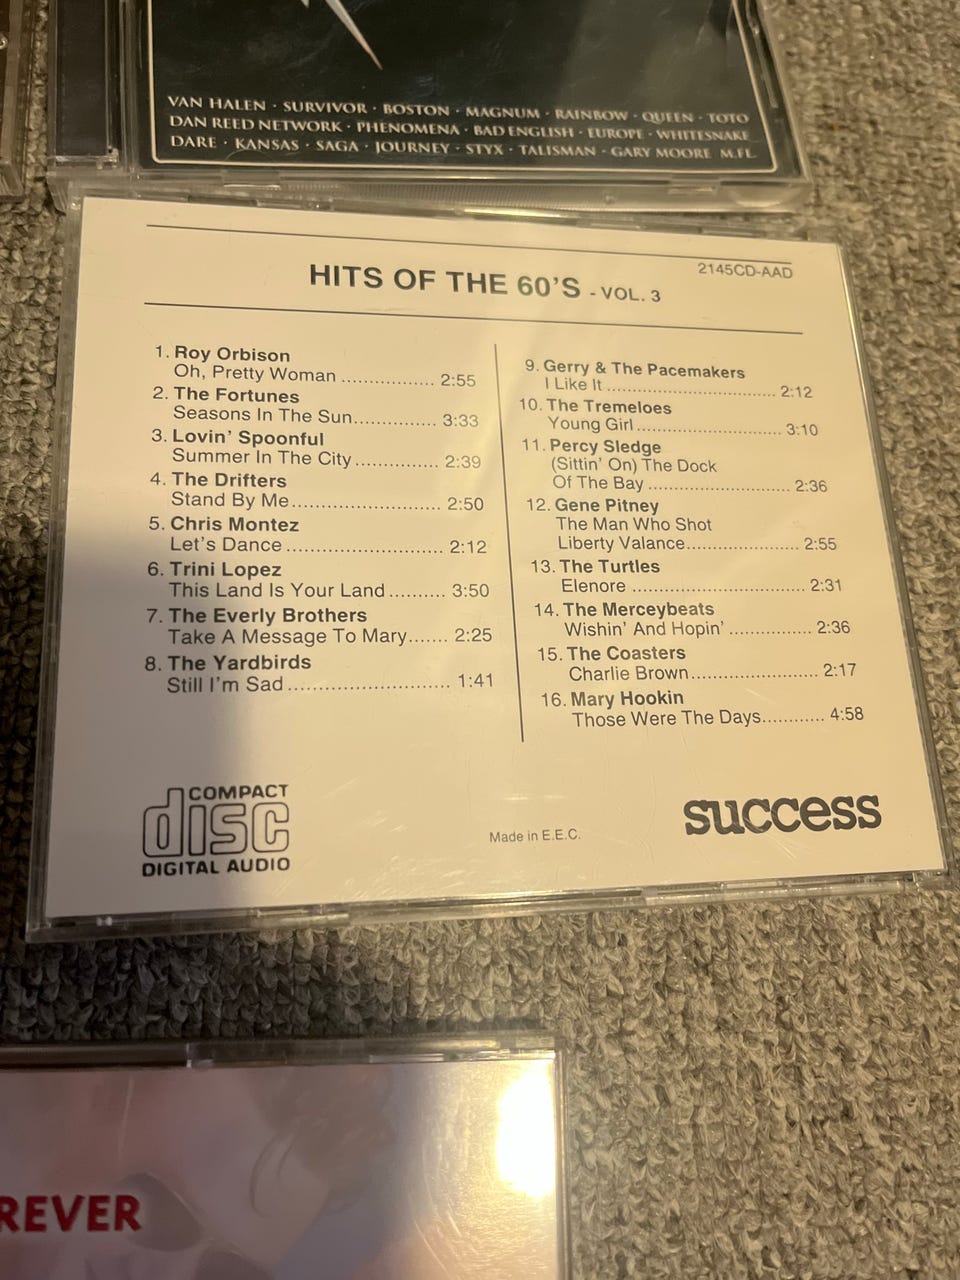 VAN HALEN · SURVIVOR · BOSTON · MAGNUM · RAINBOW · QUEEN · TOTO
DAN REED NETWORK · PHENOMENA · BAD ENGLISH · EUROPE · WHITESNAKE
DARE · KANSAS · SAGA · JOURNEY · STYX · TALISMAN · GARY MOORE M.FL.
2145CD-AAD
HITS OF THE 60'S - VOL. 3
1. Roy Orbison
Oh, Pretty Woman ................ 2:55
2. The Fortunes
Seasons In The Sun.............. 3:33
3. Lovin' Spoonful
Summer In The City .............. 2:39
4. The Drifters
Stand By Me.......................... 2:50
5. Chris Montez
Let's Dance ........................... 2:12
6. Trini Lopez
This Land Is Your Land .......... 3:50
7. The Everly Brothers
Take A Message To Mary....... 2:25
8. The Yardbirds
Still I'm Sad ............................ 1:41
9. Gerry & The Pacemakers
I Like It ............................. 2:12
10. The Tremeloes
Young Girl ......................... 3:10
11. Percy Sledge
(Sittin' On) The Dock
Of The Bay ......................... 2:36
12. Gene Pitney
The Man Who Shot
Liberty Valance.................... 2:55
13. The Turtles
Elenore .............................. 2:31
14. The Merceybeats
Wishin' And Hopin' ............... 2:36
15. The Coasters
Charlie Brown....................... 2:17
16. Mary Hookin
Those Were The Days............ 4:58
COMPACT
disc
DIGITAL AUDIO
Made in E.E.C.
success
REVER